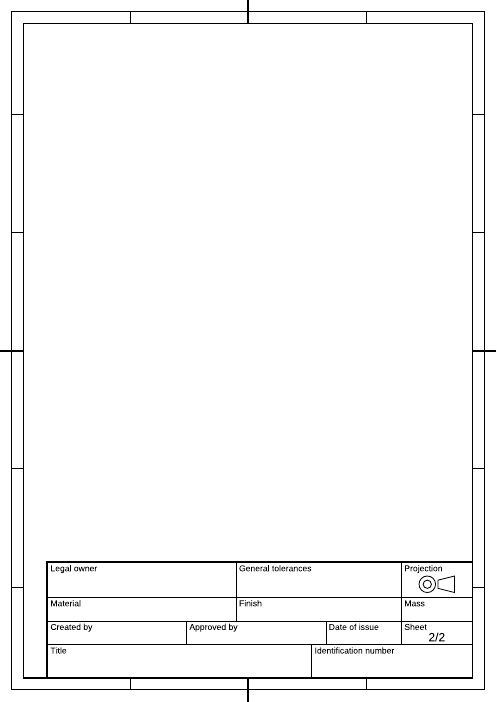 Legal owner
General tolerances
Projection
Material
Finish
Mass
Created by
Approved by
Date of issue
Sheet
2/2
Title
Identification number